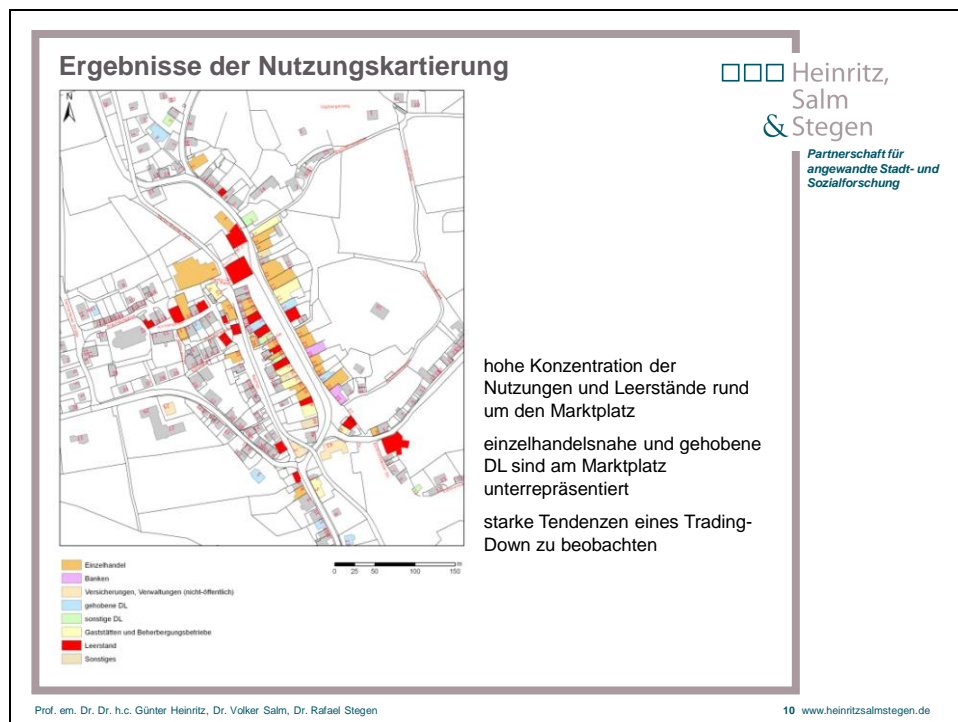 Ergebnisse der Nutzungskartierung
Heinritz,
Salm
& Stegen
Partnerschaft für
angewandte Stadt- und
Sozialforschung
N
hohe Konzentration der
Nutzungen und Leerstände rund
um den Marktplatz
einzelhandelsnahe und gehobene
DL sind am Marktplatz
unterrepräsentiert
starke Tendenzen eines Trading-
Down zu beobachten
m
0 25 50 100 150
Einzelhandel
Banken
Versicherungen, Verwaltungen (nicht-öffentlich)
gehobene DL
sonstige DL
Gaststätten und Beherbergungsbetriebe
Leerstand
Sonstiges
Prof. em. Dr. Dr. h.c. Günter Heinritz, Dr. Volker Salm, Dr. Rafael Stegen
10 www.heinritzsalmstegen.de